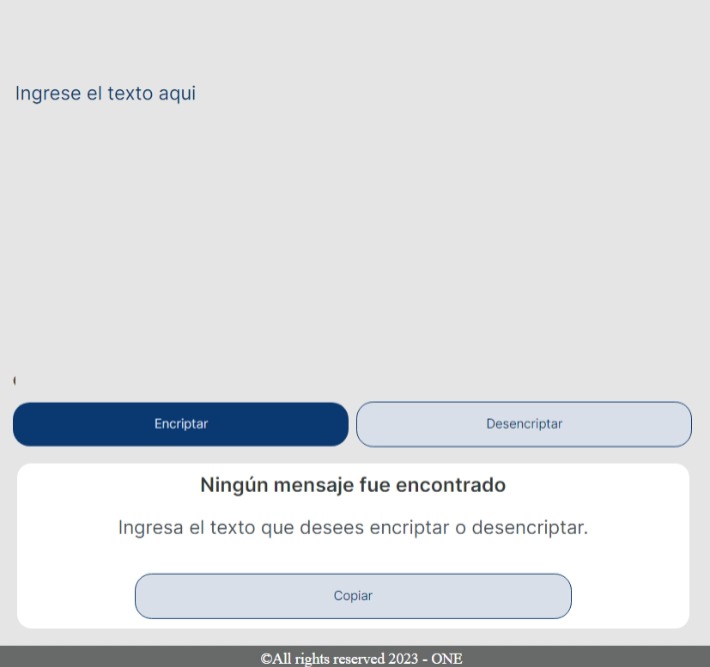 Ingrese el texto aqui
Encriptar
Desencriptar
Ningún mensaje fue encontrado
Ingresa el texto que desees encriptar o desencriptar.
Copiar
©All rights reserved 2023 - ONE